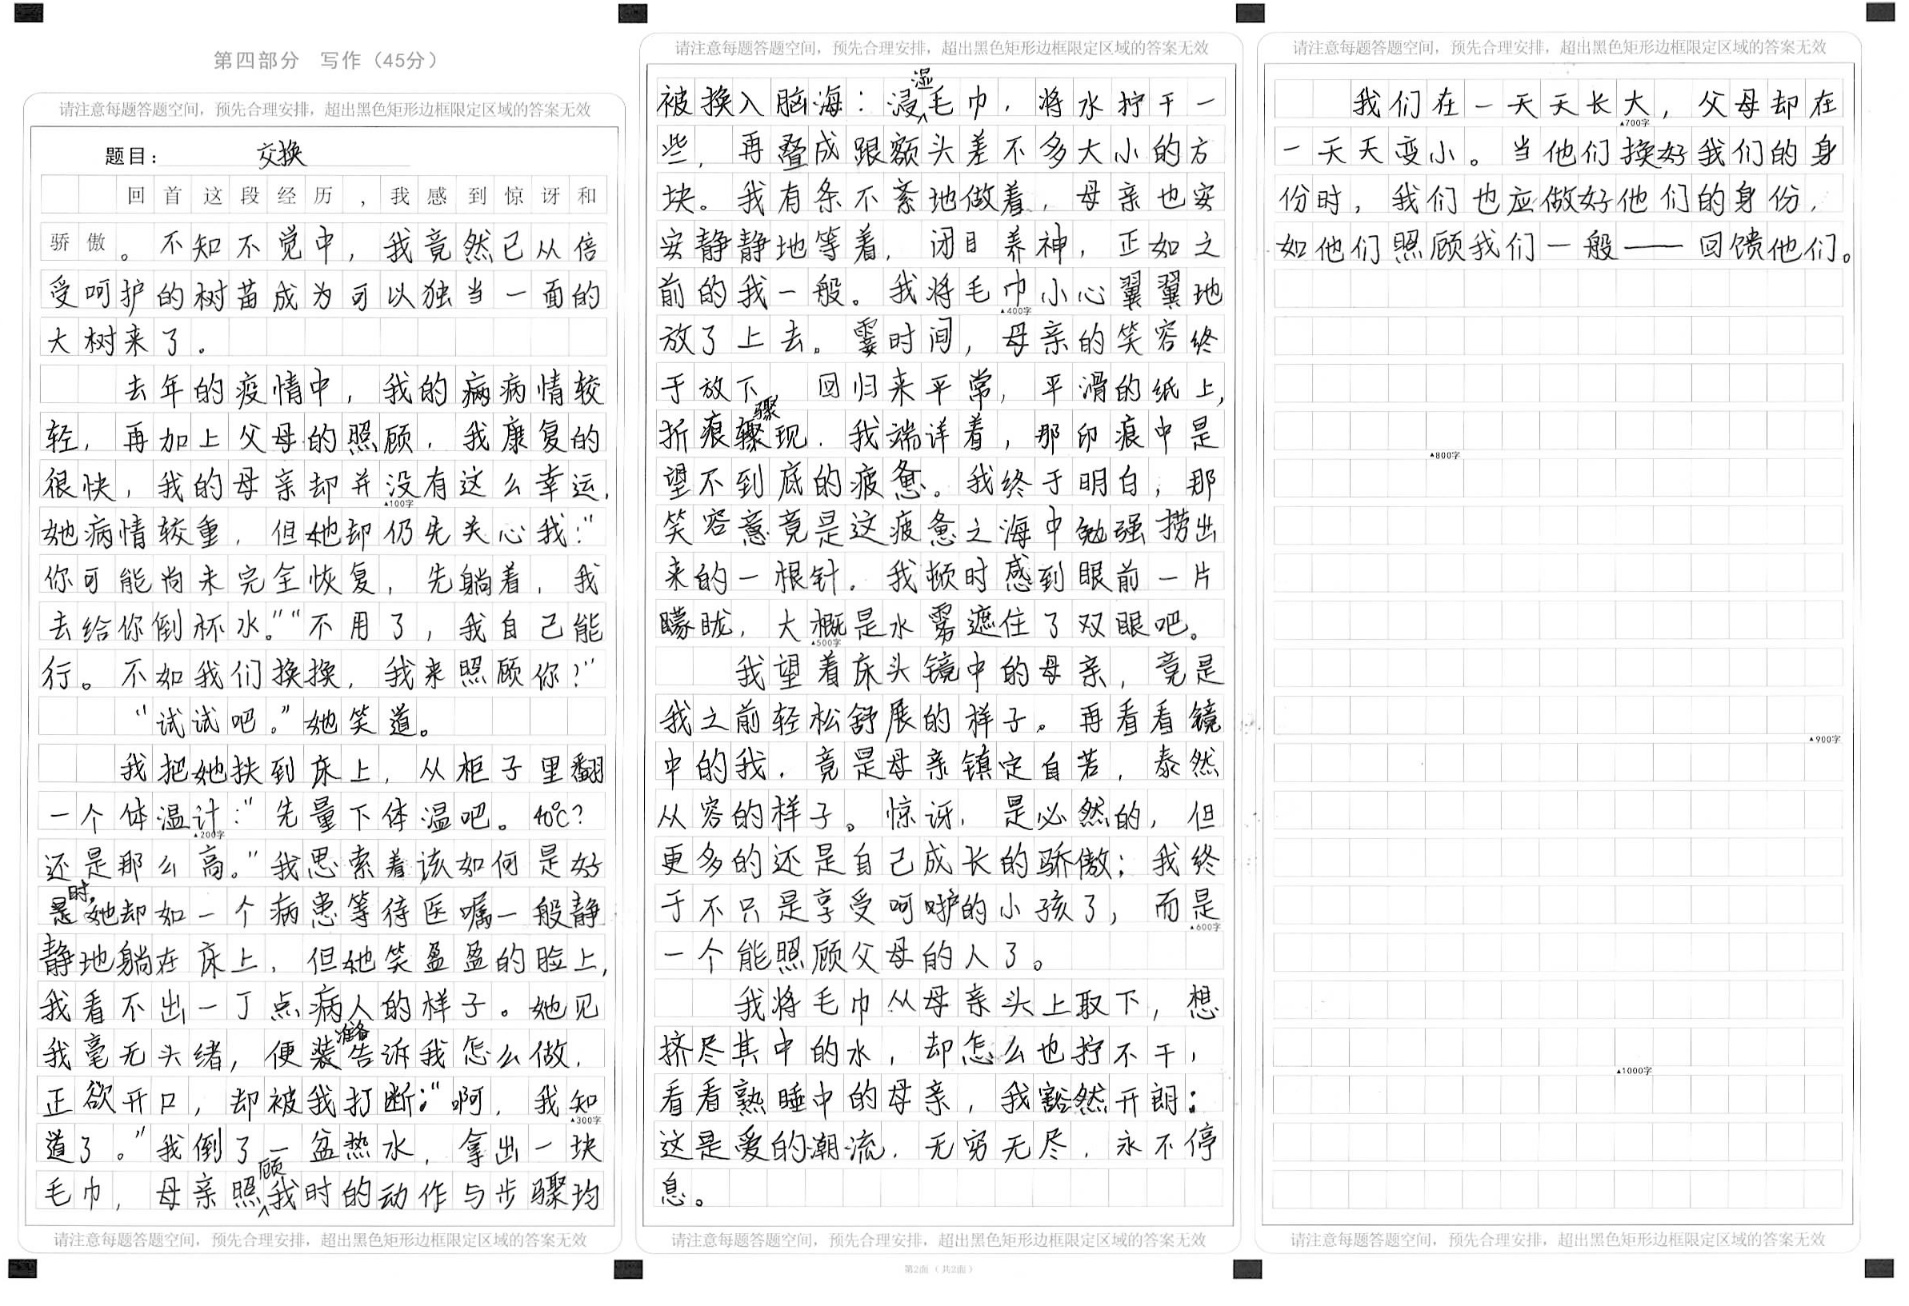 第四部分 写作（45分）
请注意每题答题空间，预先合理安排，超出黑色矩形边框限定区域的答案无效
题目：交换
回首这段经历，我感到惊讶和
骄傲。不知不觉中，我竟然已从倍
受呵护的树苗成为可以独当一面的
大树来了。
去年的疫情中，我的病病情较
轻，再加上父母的照顾，我康复的
很快，我的母亲却并没有这么幸运，
▲100字
她病情较重，但她却仍先关心我：“
你可能尚未完全恢复，先躺着，我
去给你倒杯水。”“不用了，我自己能
行。不如我们换换，我来照顾你？”
“试试吧。”她笑道。
我把她扶到床上，从柜子里翻
一个体温计：“先量下体温吧。40℃？
▲200字
还是那么高。”我思索着该如何是好
时，她却如一个病患等待医嘱一般静
静地躺在床上，但她笑盈盈的脸上，
我看不出一丁点病人的样子。她见
我毫无头绪，便准备告诉我怎么做，
正欲开口，却被我打断：“啊，我知
▲300字
道了。”我倒了一盆热水，拿出一块
毛巾，母亲照顾我时的动作与步骤均
请注意每题答题空间，预先合理安排，超出黑色矩形边框限定区域的答案无效
请注意每题答题空间，预先合理安排，超出黑色矩形边框限定区域的答案无效
被换入脑海：浸湿毛巾，将水拧干一
些，再叠成跟额头差不多大小的方
块。我有条不紊地做着，母亲也安
安静静地等着，闭目养神，正如之
前的我一般。我将毛巾小心翼翼地
▲400字
放了上去。霎时间，母亲的笑容终
于放下 回归来平常，平滑的纸上，
折痕骤现。我端详着，那印痕中是
望不到底的疲惫。我终于明白，那
笑容意竟是这疲惫之海中勉强捞出
来的一根针。我顿时感到眼前一片
朦胧，大概是水雾遮住了双眼吧。
▲500字
我望着床头镜中的母亲，竟是
我之前轻松舒展的样子。再看看镜
中的我，竟是母亲镇定自若，泰然
从容的样子。惊讶，是必然的，但
更多的还是自己成长的骄傲；我终
于不只是享受呵护的小孩了，而是
▲600字
一个能照顾父母的人了。
我将毛巾从母亲头上取下，想
挤尽其中的水，却怎么也拧不干，
看看熟睡中的母亲，我豁然开朗：
这是爱的潮流，无穷无尽，永不停
息。
请注意每题答题空间，预先合理安排，超出黑色矩形边框限定区域的答案无效
第2面（共2面）
请注意每题答题空间，预先合理安排，超出黑色矩形边框限定区域的答案无效
我们在一天天长大，父母却在
▲700字
一天天变小。当他们换好我们的身
份时，我们也应做好他们的身份，
如他们照顾我们一般——回馈他们。
▲800字
▲900字
▲1000字
请注意每题答题空间，预先合理安排，超出黑色矩形边框限定区域的答案无效